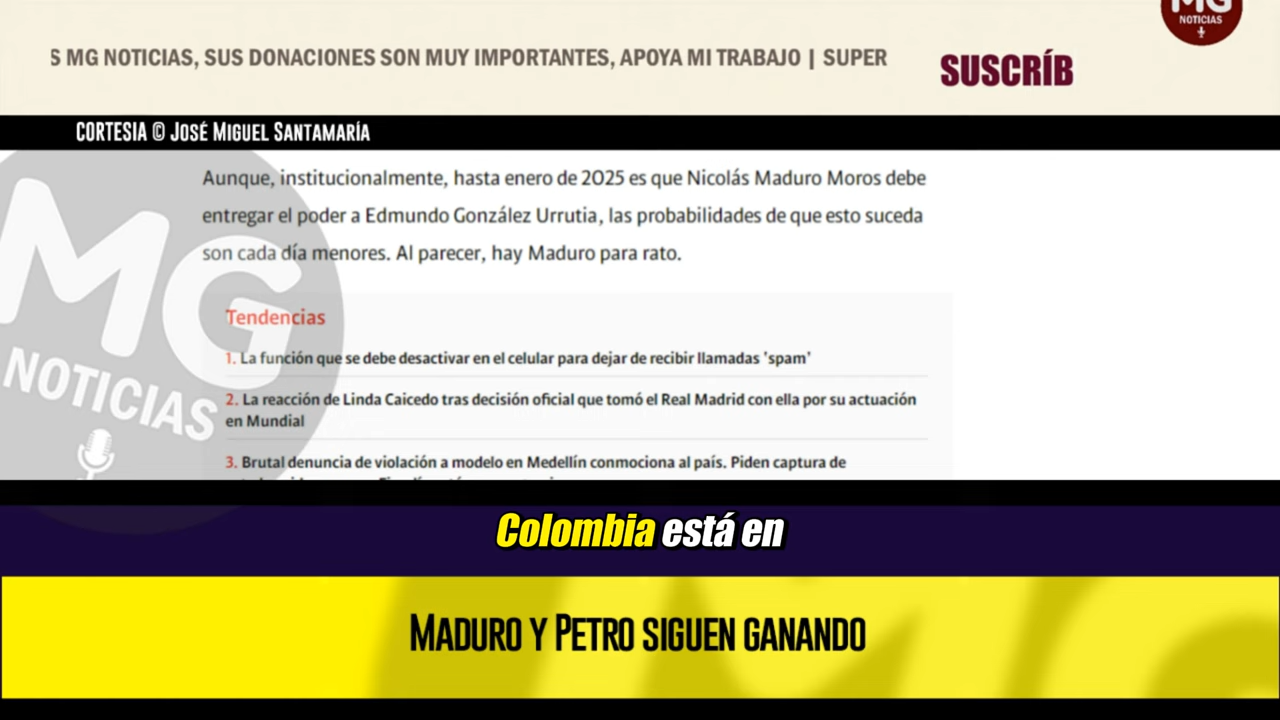 MG
NOTICIAS
S MG NOTICIAS, SUS DONACIONES SON MUY IMPORTANTES, APOYA MI TRABAJO | SUPER
SUSCRÍB
CORTESIA © JOSÉ MIGUEL SANTAMARÍA
Aunque, institucionalmente, hasta enero de 2025 es que Nicolás Maduro Moros debe
entregar el poder a Edmundo González Urrutia, las probabilidades de que esto suceda
son cada día menores. Al parecer, hay Maduro para rato.
MG
NOTICIAS
Tendencias
1. La función que se debe desactivar en el celular para dejar de recibir llamadas 'spam'
2. La reacción de Linda Caicedo tras decisión oficial que tomó el Real Madrid con ella por su actuación
en Mundial
3. Brutal denuncia de violación a modelo en Medellín conmociona al país. Piden captura de
Colombia está en
MADURO Y PETRO SIGUEN GANANDO